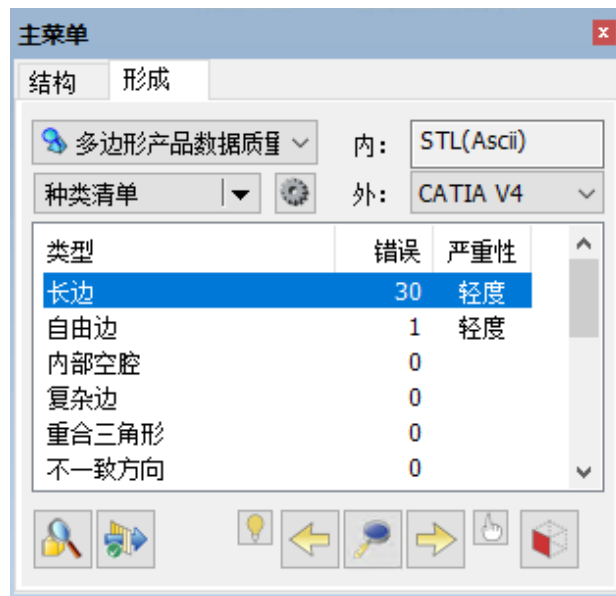 主菜单
结构 形成
多边形产品数据质量 内： STL(Ascii)
种类清单 外： CATIA V4
类型 错误 严重性
长边 30 轻度
自由边 1 轻度
内部空腔 0
复杂边 0
重合三角形 0
不一致方向 0